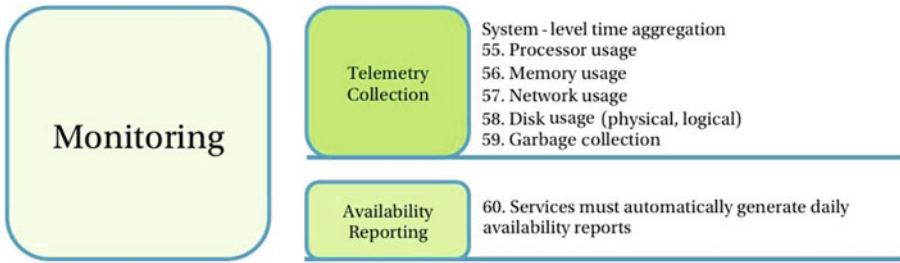 Monitoring
Telemetry
Collection
System - level time aggregation
55. Processor usage
56. Memory usage
57. Network usage
58. Disk usage (physical, logical)
59. Garbage collection
Availability
Reporting
60. Services must automatically generate daily
availability reports